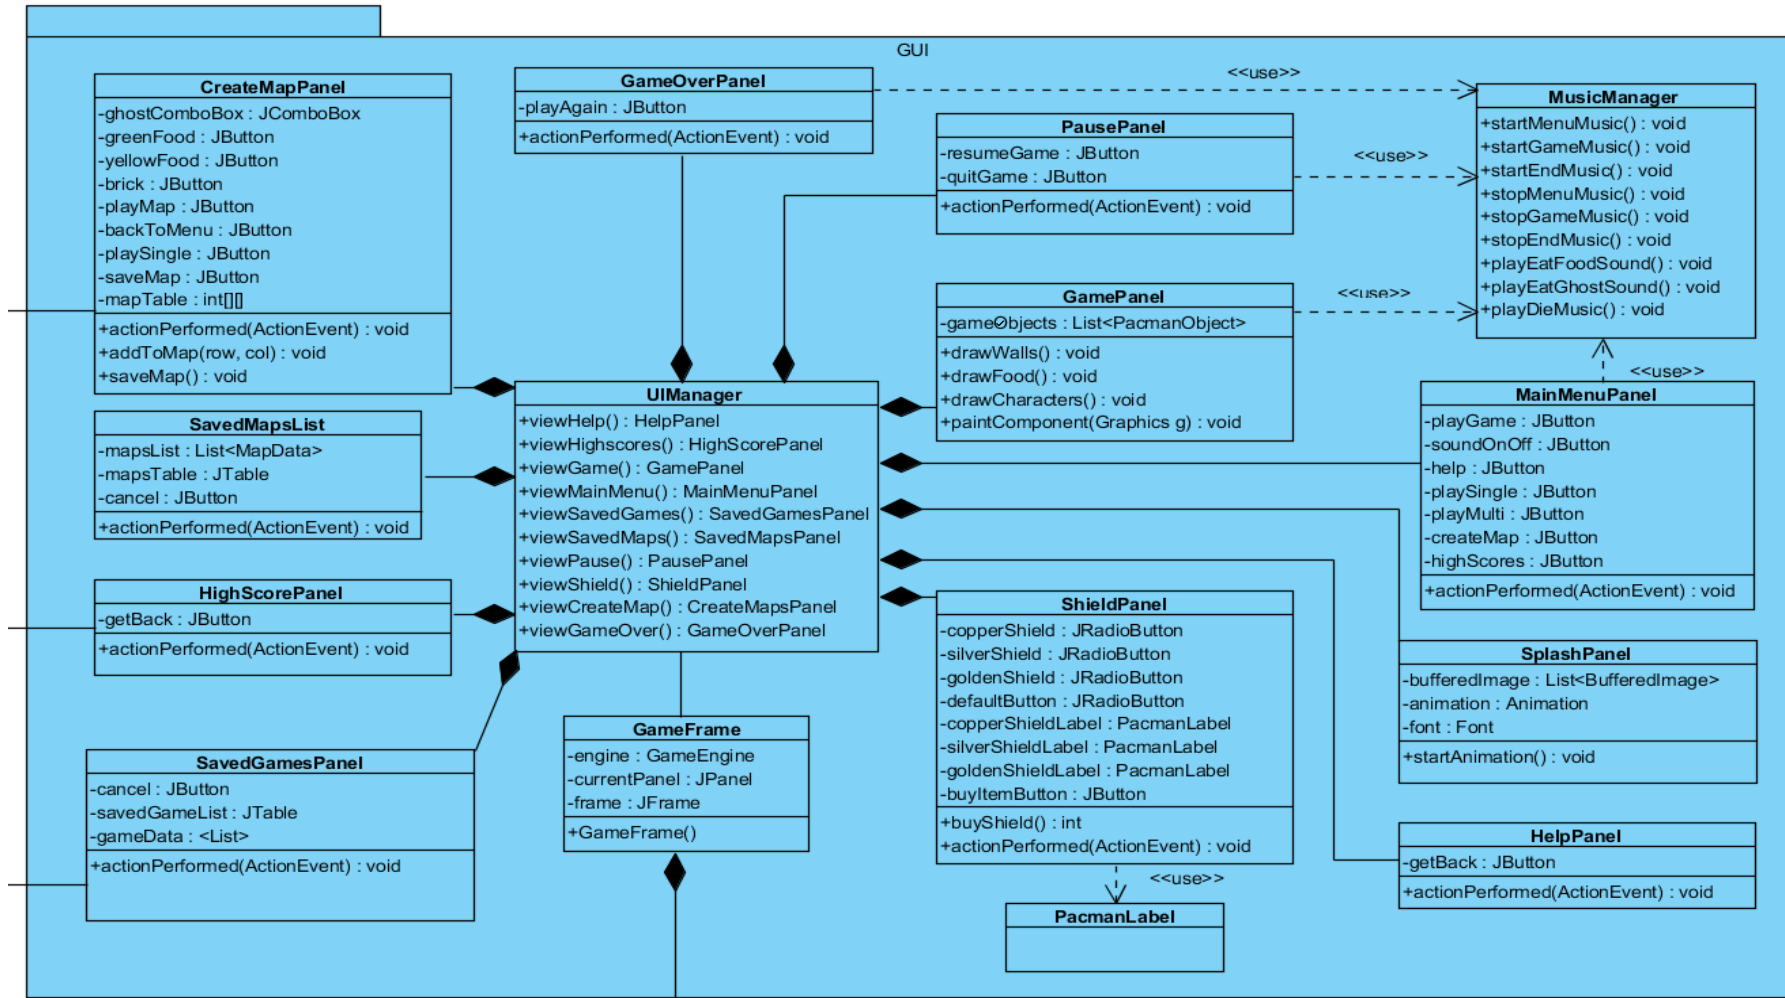 GUI
CreateMapPanel
-ghostComboBox : JComboBox
-greenFood : JButton
-yellowFood : JButton
-brick : JButton
-playMap : JButton
-backToMenu : JButton
-playSingle : JButton
-saveMap : JButton
-mapTable : int[][]
+actionPerformed(ActionEvent) : void
+addToMap(row, col) : void
+saveMap() : void
GameOverPanel
-playAgain : JButton
+actionPerformed(ActionEvent) : void
<<use>>
PausePanel
-resumeGame : JButton
-quitGame : JButton
+actionPerformed(ActionEvent) : void
<<use>>
MusicManager
+startMenuMusic() : void
+startGameMusic() : void
+startEndMusic() : void
+stopMenuMusic() : void
+stopGameMusic() : void
+stopEndMusic() : void
+playEatFoodSound() : void
+playEatGhostSound() : void
+playDieMusic() : void
GamePanel
-gameObjects : List<PacmanObject>
+drawWalls() : void
+drawFood() : void
+drawCharacters() : void
+paintComponent(Graphics g) : void
<<use>>
<<use>>
SavedMapsList
-mapsList : List<MapData>
-mapsTable : JTable
-cancel : JButton
+actionPerformed(ActionEvent) : void
UIManager
+viewHelp() : HelpPanel
+viewHighscores() : HighScorePanel
+viewGame() : GamePanel
+viewMainMenu() : MainMenuPanel
+viewSavedGames() : SavedGamesPanel
+viewSavedMaps() : SavedMapsPanel
+viewPause() : PausePanel
+viewShield() : ShieldPanel
+viewCreateMap() : CreateMapsPanel
+viewGameOver() : GameOverPanel
MainMenuPanel
-playGame : JButton
-soundOnOff : JButton
-help : JButton
-playSingle : JButton
-playMulti : JButton
-createMap : JButton
-highScores : JButton
+actionPerformed(ActionEvent) : void
HighScorePanel
-getBack : JButton
+actionPerformed(ActionEvent) : void
ShieldPanel
-copperShield : JRadioButton
-silverShield : JRadioButton
-goldenShield : JRadioButton
-defaultButton : JRadioButton
-copperShieldLabel : PacmanLabel
-silverShieldLabel : PacmanLabel
-goldenShieldLabel : PacmanLabel
-buyItemButton : JButton
+buyShield() : int
+actionPerformed(ActionEvent) : void
<<use>>
SplashPanel
-bufferedImage : List<BufferedImage>
-animation : Animation
-font : Font
+startAnimation() : void
SavedGamesPanel
-cancel : JButton
-savedGameList : JTable
-gameData : <List>
+actionPerformed(ActionEvent) : void
GameFrame
-engine : GameEngine
-currentPanel : JPanel
-frame : JFrame
+GameFrame()
HelpPanel
-getBack : JButton
+actionPerformed(ActionEvent) : void
PacmanLabel